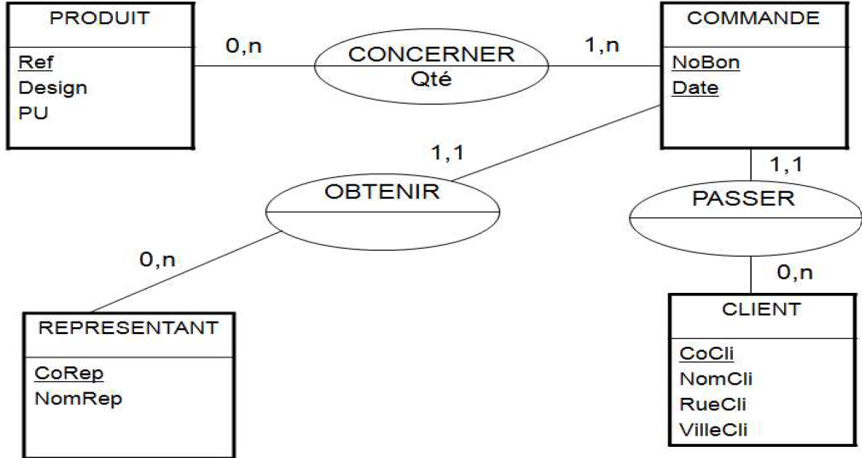 PRODUIT
Ref
Design
PU
0,n
CONCERNER
Qté
1,n
COMMANDE
NoBon
Date
1,1
OBTENIR
0,n
1,1
PASSER
0,n
REPRESENTANT
CoRep
NomRep
CLIENT
CoCli
NomCli
RueCli
VilleCli